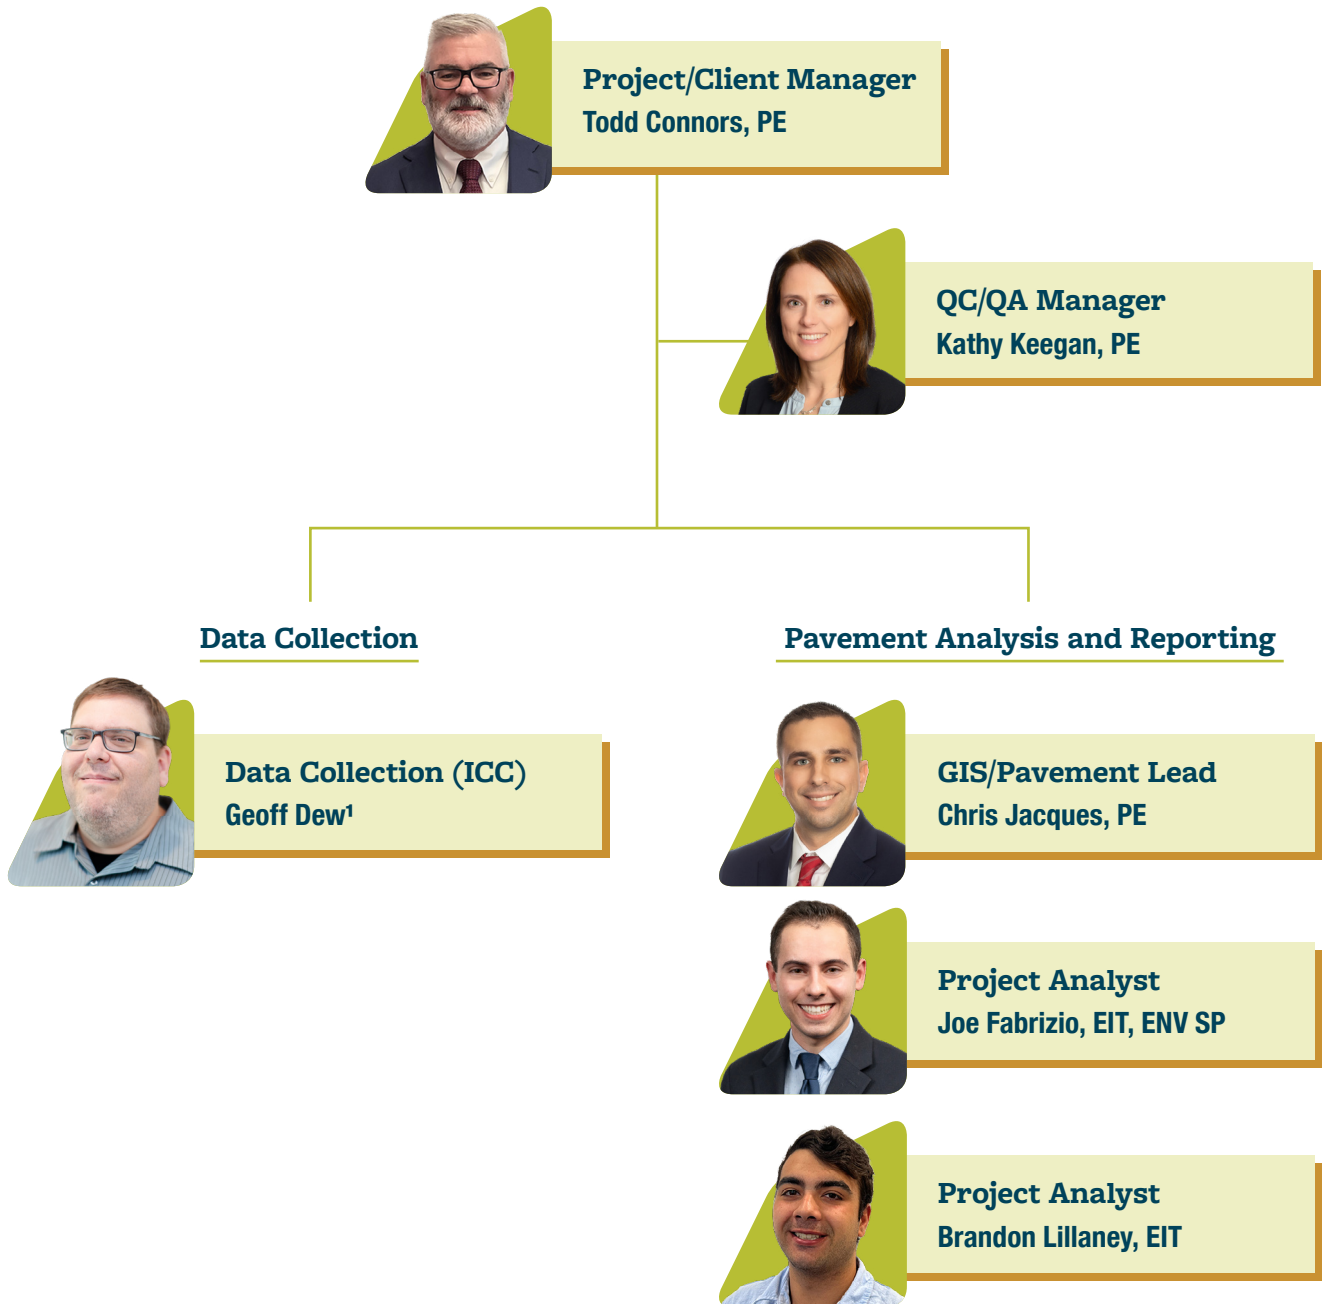 Project/Client Manager
Todd Connors, PE
QC/QA Manager
Kathy Keegan, PE
Data Collection
Data Collection (ICC)
Geoff Dew¹
Pavement Analysis and Reporting
GIS/Pavement Lead
Chris Jacques, PE
Project Analyst
Joe Fabrizio, EIT, ENV SP
Project Analyst
Brandon Lillaney, EIT